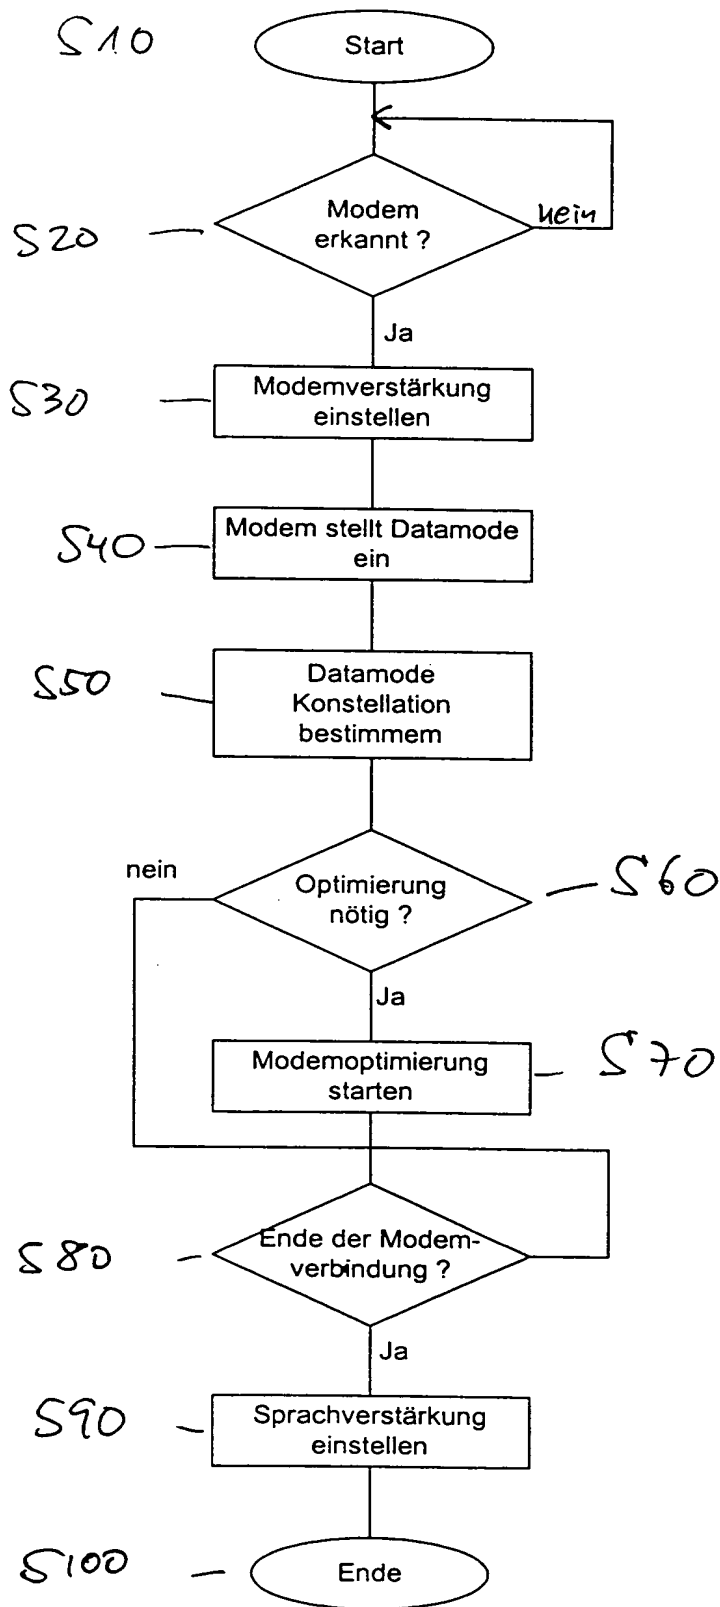 S10
Start
Modem
erkannt ?
nein
S20
Ja
S30
Modemverstärkung
einstellen
S40
Modem stellt Datamode
ein
S50
Datamode
Konstellation
bestimmem
nein
Optimierung
nötig ?
S60
Ja
Modemoptimierung
starten
S70
S80
Ende der Modem-
verbindung ?
Ja
S90
Sprachverstärkung
einstellen
S100
Ende